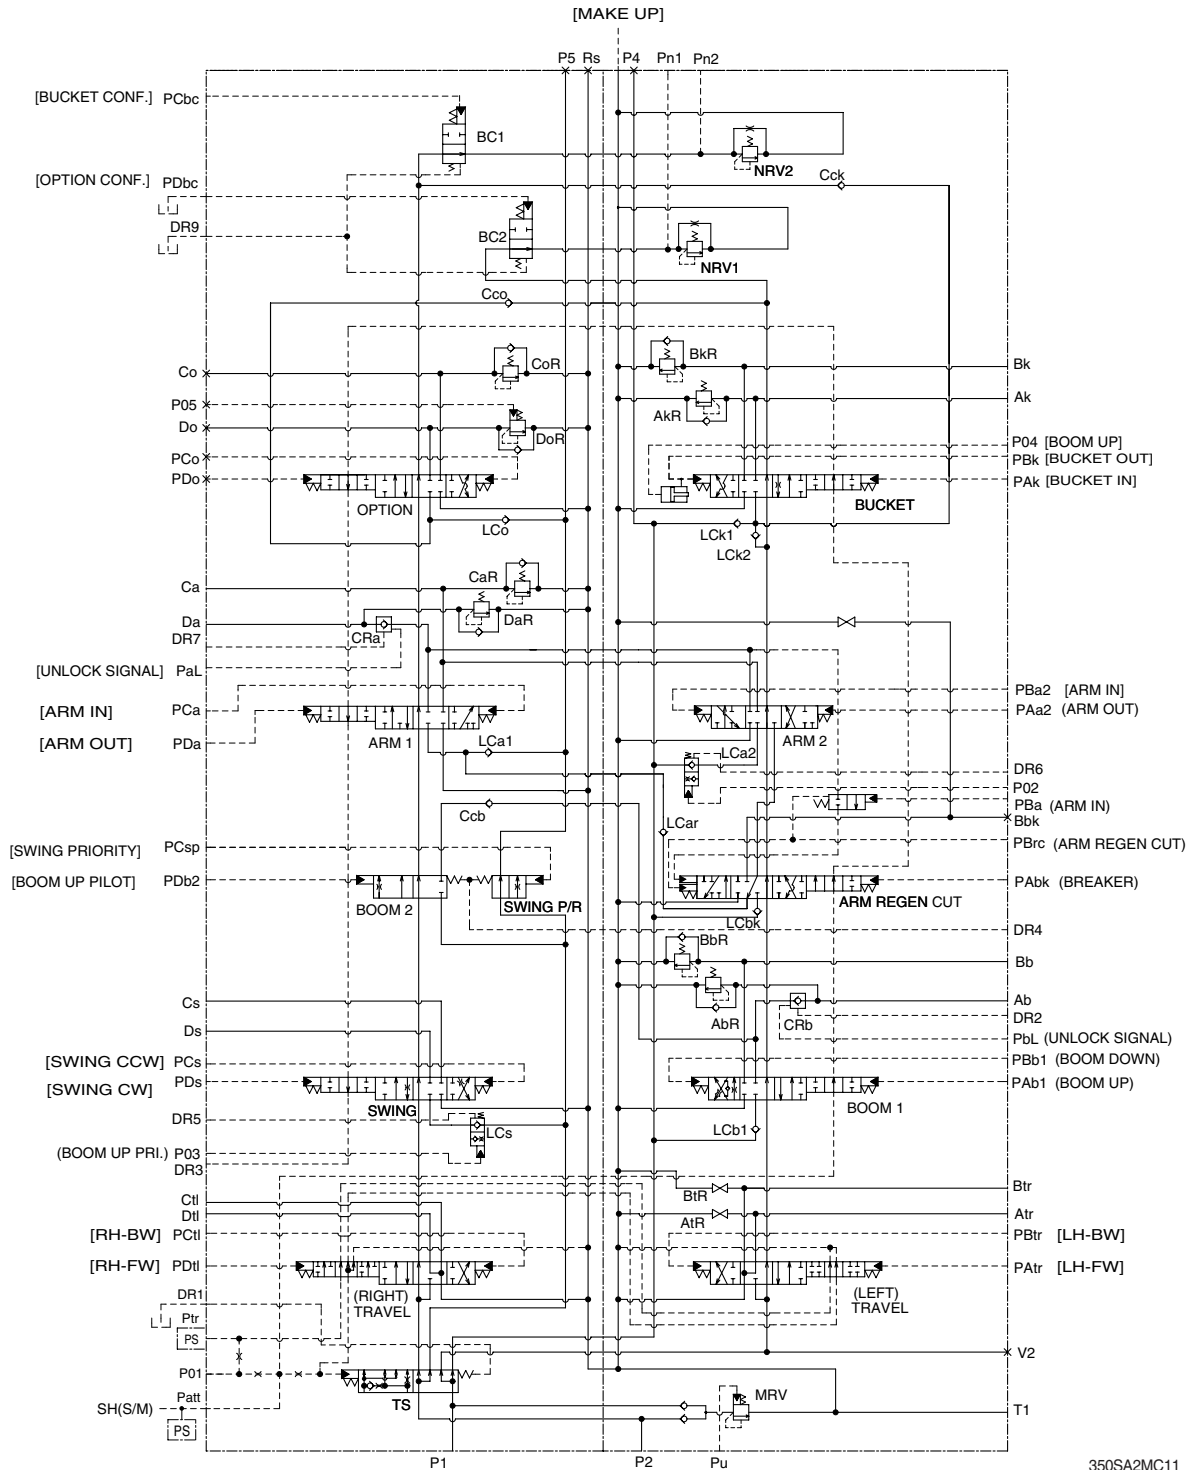 [MAKE UP]
P5 Rs P4 Pn1 Pn2
[BUCKET CONF.] PCbc
BC1
NRV2
[OPTION CONF.] PDbc
Cck
DR9
BC2
NRV1
Cco
CoR
BkR
Co
Bk
Ak
P05
AkR
Do
DoR
P04 [BOOM UP]
PCo
PBk [BUCKET OUT]
PDo
PAk [BUCKET IN]
OPTION
BUCKET
LCo
LCk1
LCk2
CaR
Ca
Da
DaR
DR7
CRa
[UNLOCK SIGNAL] PaL
PBa2 [ARM IN]
[ARM IN] PCa
PAa2 (ARM OUT)
[ARM OUT] PDa
ARM 1
LCa1
LCa2
ARM 2
DR6
P02
PBa (ARM IN)
Ccb
LCar
Bbk
PBrc (ARM REGEN CUT)
[SWING PRIORITY] PCsp
[BOOM UP PILOT] PDb2
PAbk (BREAKER)
BOOM 2
SWING P/R
ARM REGEN CUT
LCbk
DR4
BbR
Bb
Cs
Ab
AbR
CRb
DR2
Ds
PbL (UNLOCK SIGNAL)
[SWING CCW] PCs
PBb1 (BOOM DOWN)
[SWING CW] PDs
PAb1 (BOOM UP)
SWING
BOOM 1
DR5
LCs
LCb1
(BOOM UP PRI.) P03
DR3
Ctl
BtR
Btr
Dtl
AtR
Atr
[RH-BW] PCtl
PBtr [LH-BW]
[RH-FW] PDtl
PAtr [LH-FW]
(RIGHT)
TRAVEL
(LEFT)
TRAVEL
DR1
Ptr
PS
V2
P01
Patt
TS
MRV
SH(S/M)
T1
PS
P1 P2 Pu
350SA2MC11